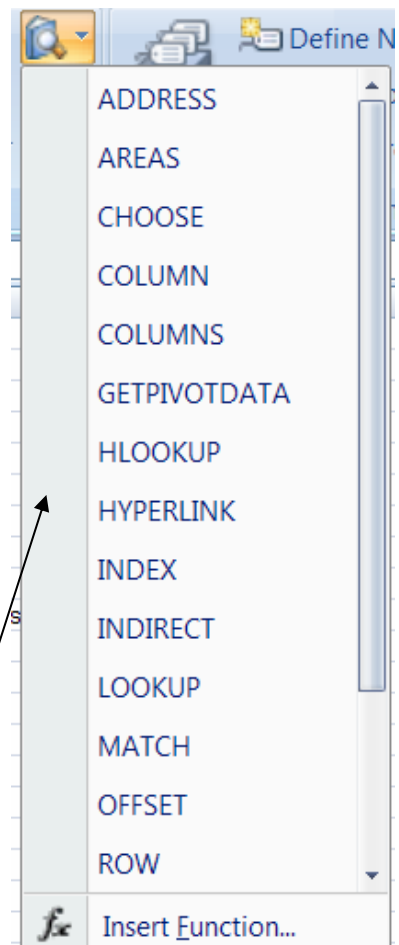 Define N
ADDRESS
AREAS
CHOOSE
COLUMN
COLUMNS
GETPIVOTDATA
HLOOKUP
HYPERLINK
INDEX
INDIRECT
LOOKUP
MATCH
OFFSET
ROW
fx Insert Function...
s